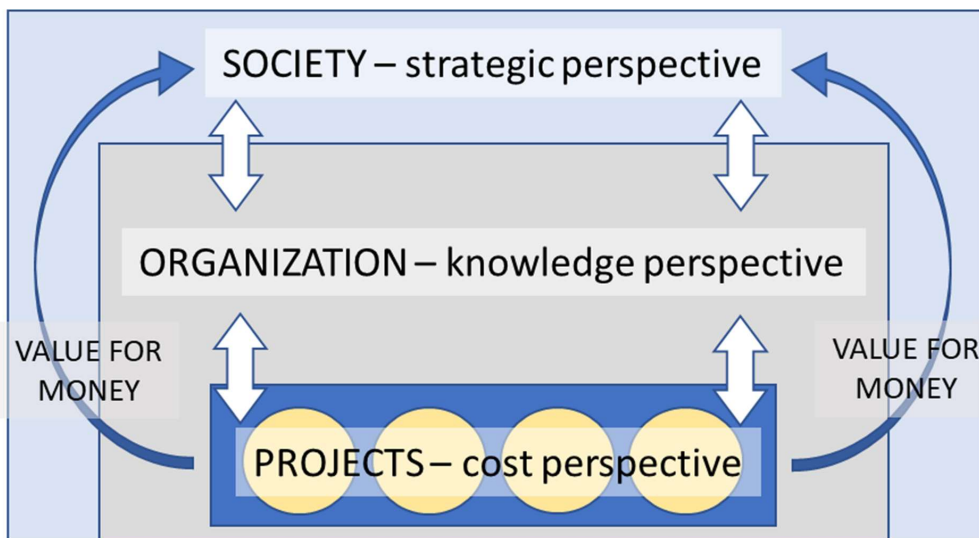 SOCIETY – strategic perspective
ORGANIZATION – knowledge perspective
VALUE FOR
MONEY
VALUE FOR
MONEY
PROJECTS – cost perspective